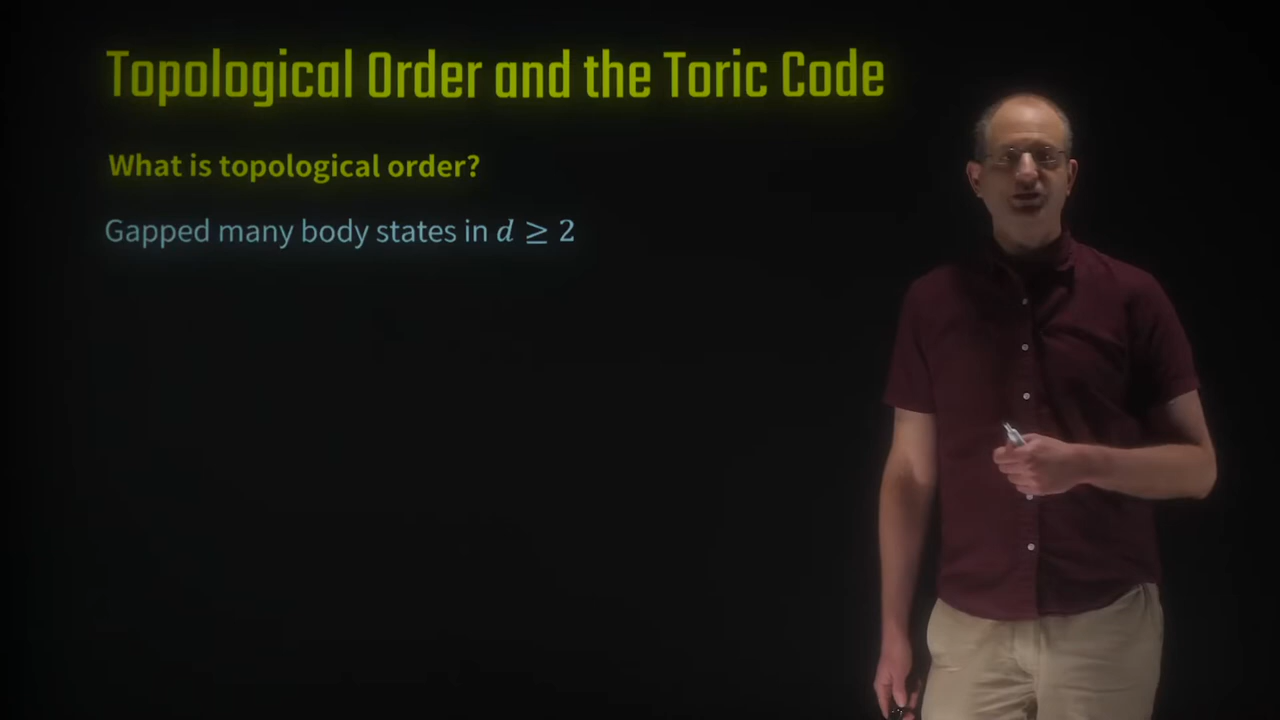 Topological Order and the Toric Code
What is topological order?
Gapped many body states in d ≥ 2